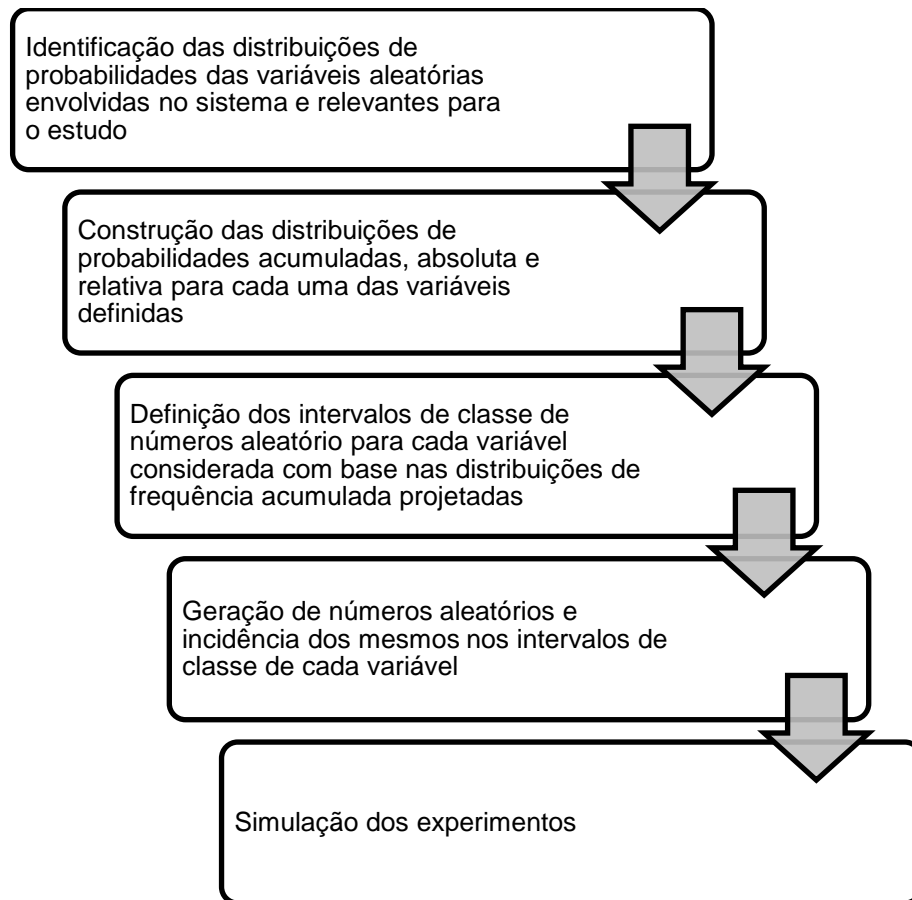 Identificação das distribuições de
probabilidades das variáveis aleatórias
envolvidas no sistema e relevantes para
o estudo
Construção das distribuições de
probabilidades acumuladas, absoluta e
relativa para cada uma das variáveis
definidas
Definição dos intervalos de classe de
números aleatório para cada variável
considerada com base nas distribuições de
frequência acumulada projetadas
Geração de números aleatórios e
incidência dos mesmos nos intervalos de
classe de cada variável
Simulação dos experimentos